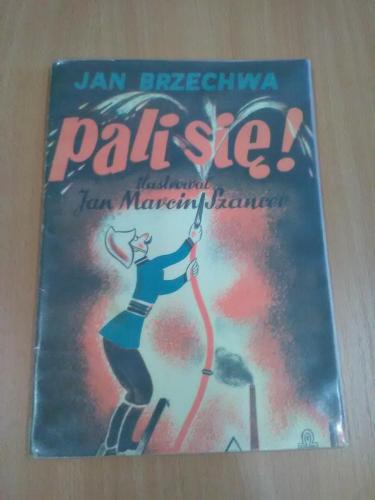 JAN BRZECHWA
pali się!
ilustrował
Jan Marcin Szancer